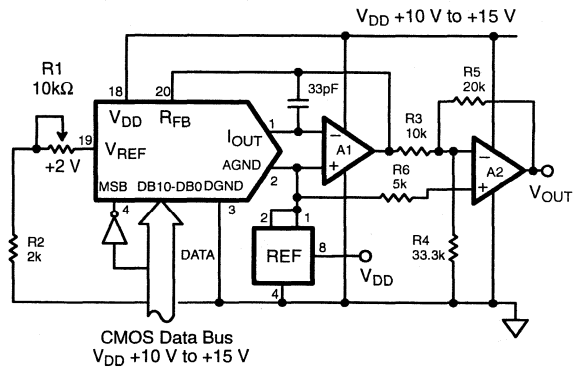 V_DD +10 V to +15 V
R1
10kΩ
18
20
33pF
R5
20k
V_DD
R_FB
1
R3
10k
19
V_REF
I_OUT
−
A1
+
+2 V
AGND
2
R6
5k
−
A2
+
V_OUT
MSB
DB10-DB0
DGND
4
3
2
1
R2
2k
DATA
REF
8
V_DD
R4
33.3k
4
CMOS Data Bus
V_DD +10 V to +15 V